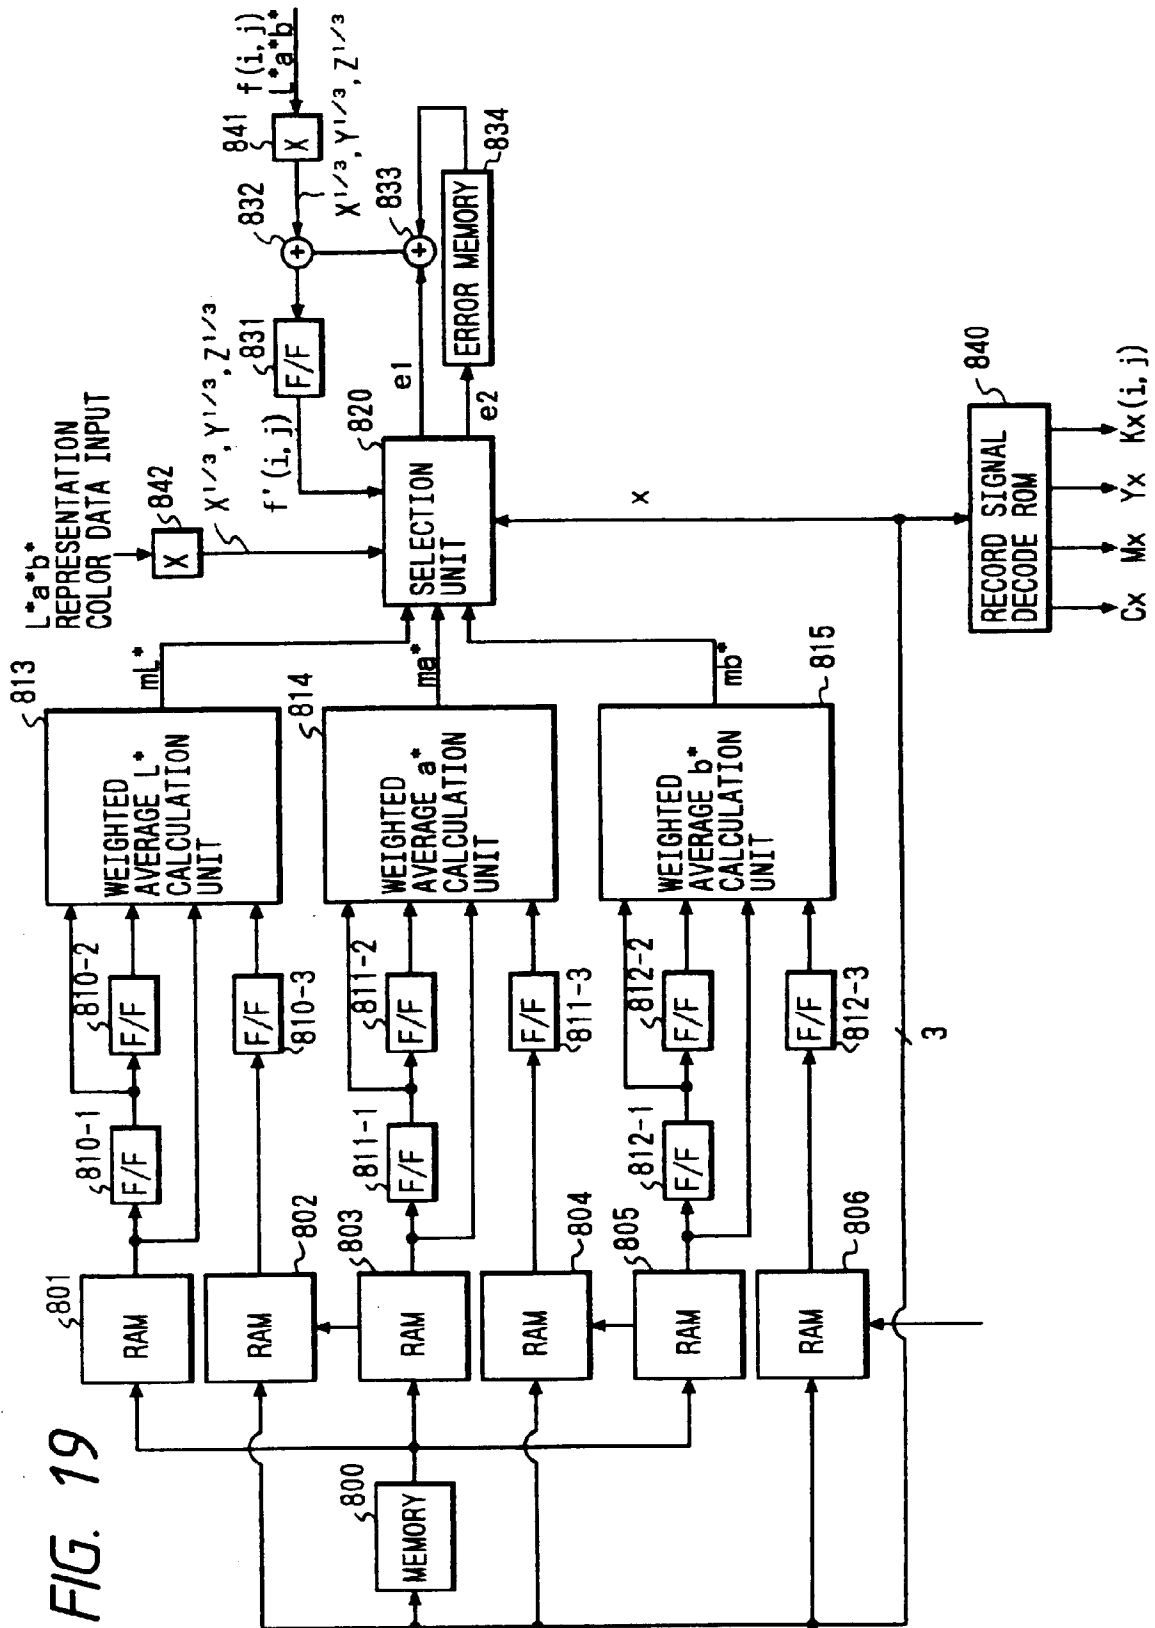 FIG. 19
MEMORY
800
RAM
801
RAM
802
RAM
803
RAM
804
RAM
805
RAM
806
F/F
810-1
F/F
810-2
F/F
810-3
F/F
811-1
F/F
811-2
F/F
811-3
F/F
812-1
F/F
812-2
F/F
812-3
WEIGHTED
AVERAGE L*
CALCULATION
UNIT
813
WEIGHTED
AVERAGE a*
CALCULATION
UNIT
814
WEIGHTED
AVERAGE b*
CALCULATION
UNIT
815
mL*
ma*
mb*
L*a*b*
REPRESENTATION
COLOR DATA INPUT
X
842
X¹/³,Y¹/³,Z¹/³
f'(i,j)
SELECTION
UNIT
820
F/F
831
+
832
+
833
e1
e2
ERROR MEMORY
834
X
841
f(i,j)
L*a*b*
X¹/³,Y¹/³,Z¹/³
x
3
RECORD SIGNAL
DECODE ROM
840
Cx Mx Yx Kx(i,j)